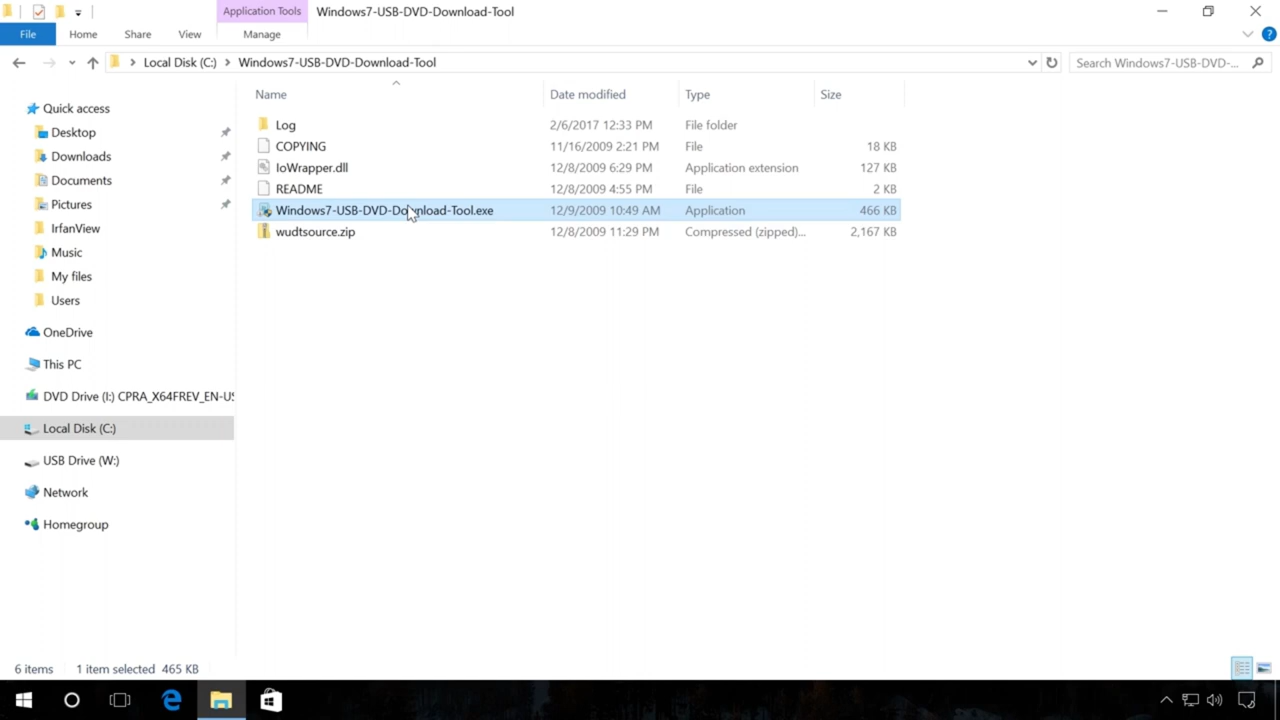 Application Tools Windows7-USB-DVD-Download-Tool
File Home Share View Manage
Local Disk (C:) Windows7-USB-DVD-Download-Tool Search Windows7-USB-DVD-...
Name Date modified Type Size
Quick access
Desktop
Downloads
Documents
Pictures
IrfanView
Music
My files
Users
OneDrive
This PC
DVD Drive (I:) CPRA_X64FREV_EN-US
Local Disk (C:)
USB Drive (W:)
Network
Homegroup
Log 2/6/2017 12:33 PM File folder
COPYING 11/16/2009 2:21 PM File 18 KB
IoWrapper.dll 12/8/2009 6:29 PM Application extension 127 KB
README 12/8/2009 4:55 PM File 2 KB
Windows7-USB-DVD-Download-Tool.exe 12/9/2009 10:49 AM Application 466 KB
wudtsource.zip 12/8/2009 11:29 PM Compressed (zipped)... 2,167 KB
6 items 1 item selected 465 KB